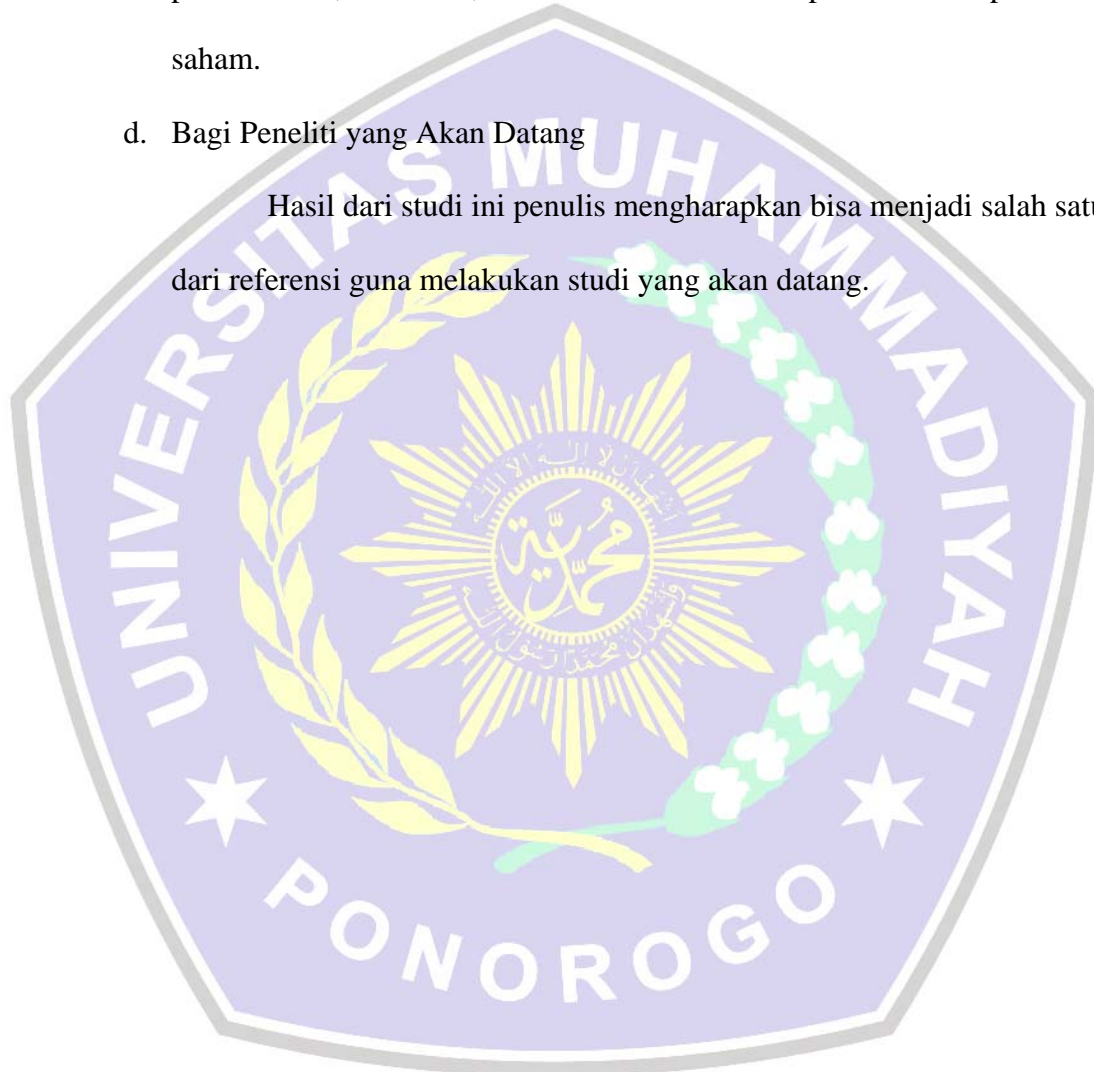 saham.
d. Bagi Peneliti yang Akan Datang
Hasil dari studi ini penulis mengharapkan bisa menjadi salah satu
dari referensi guna melakukan studi yang akan datang.
UNIVERSITAS MUHAMMADIYAH
محمدية
PONOROGO